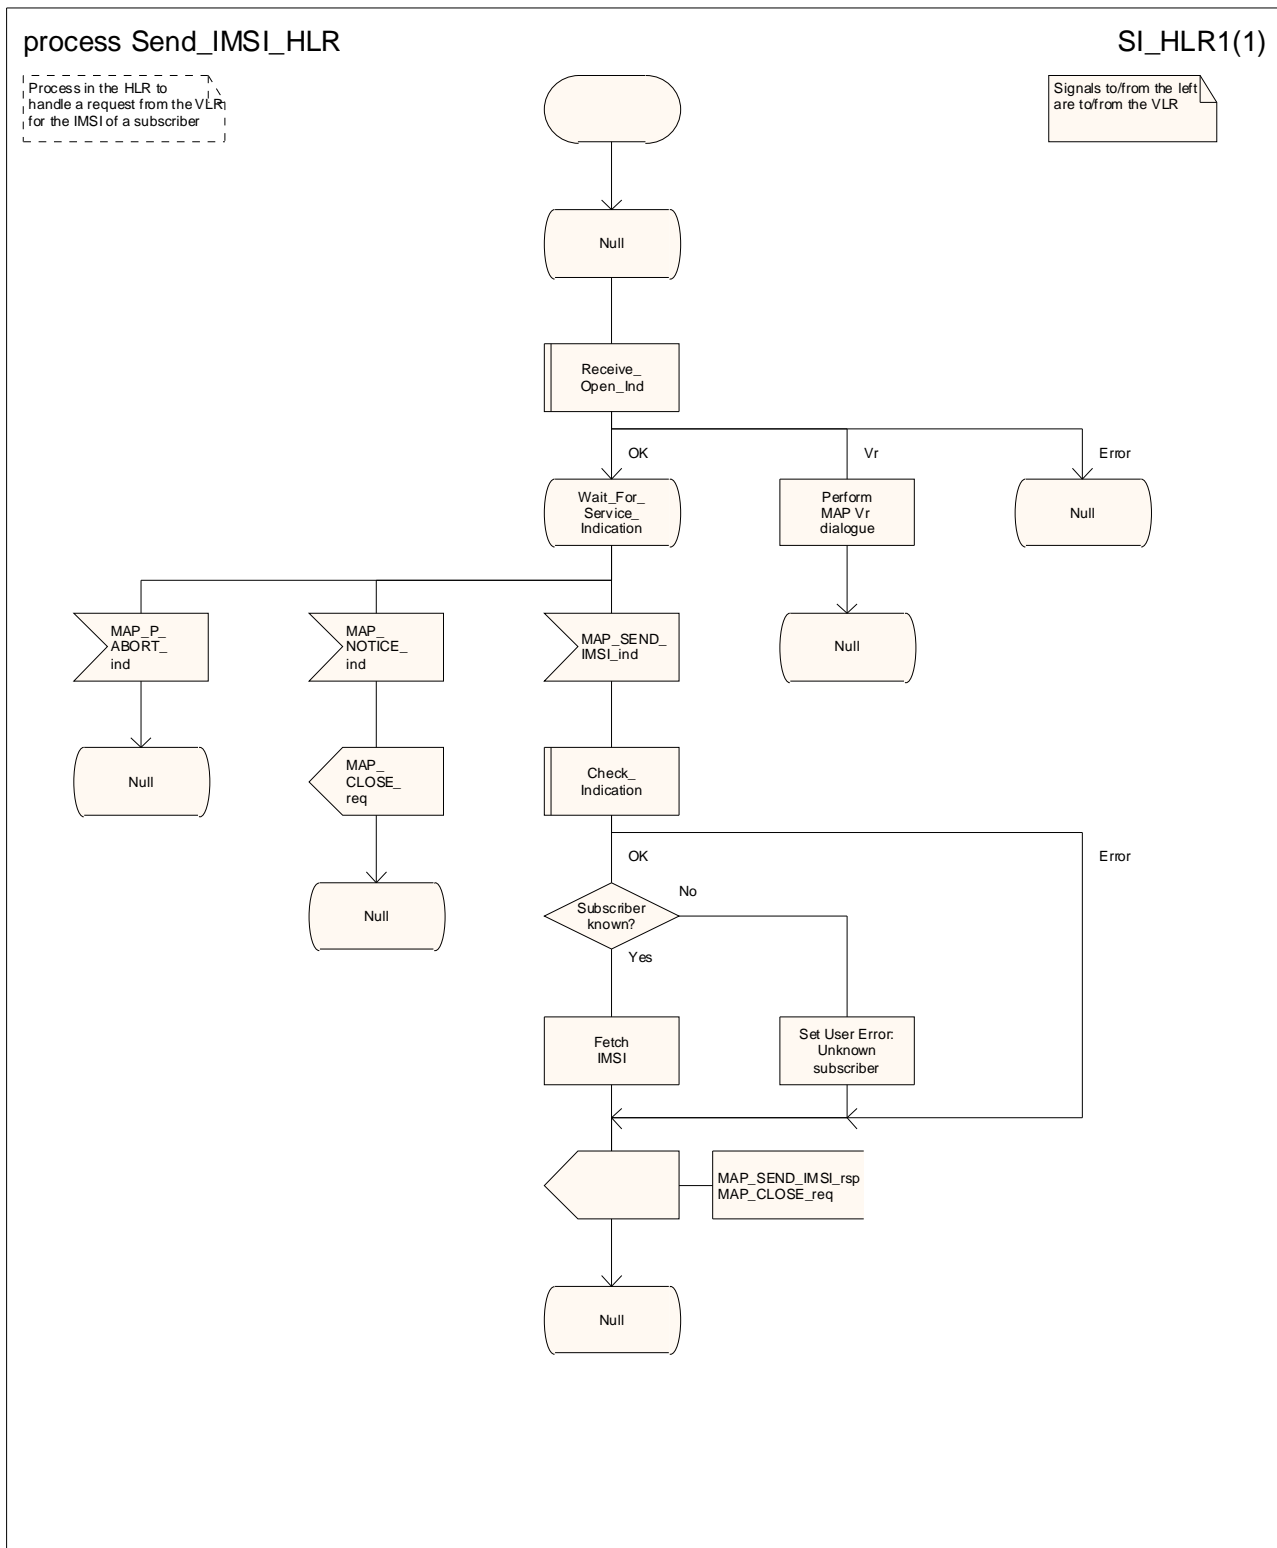 process Send_IMSI_HLR
SI_HLR1(1)
Process in the HLR to
handle a request from the VLR
for the IMSI of a subscriber
Signals to/from the left
are to/from the VLR
Null
Receive_
Open_Ind
OK
Vr
Error
Wait_For_
Service_
Indication
Perform
MAP Vr
dialogue
Null
MAP_P_
ABORT_
ind
MAP_
NOTICE_
ind
MAP_SEND_
IMSI_ind
Null
Null
MAP_
CLOSE_
req
Check_
Indication
OK
Error
Null
Subscriber
known?
No
Yes
Fetch
IMSI
Set User Error:
Unknown
subscriber
MAP_SEND_IMSI_rsp
MAP_CLOSE_req
Null